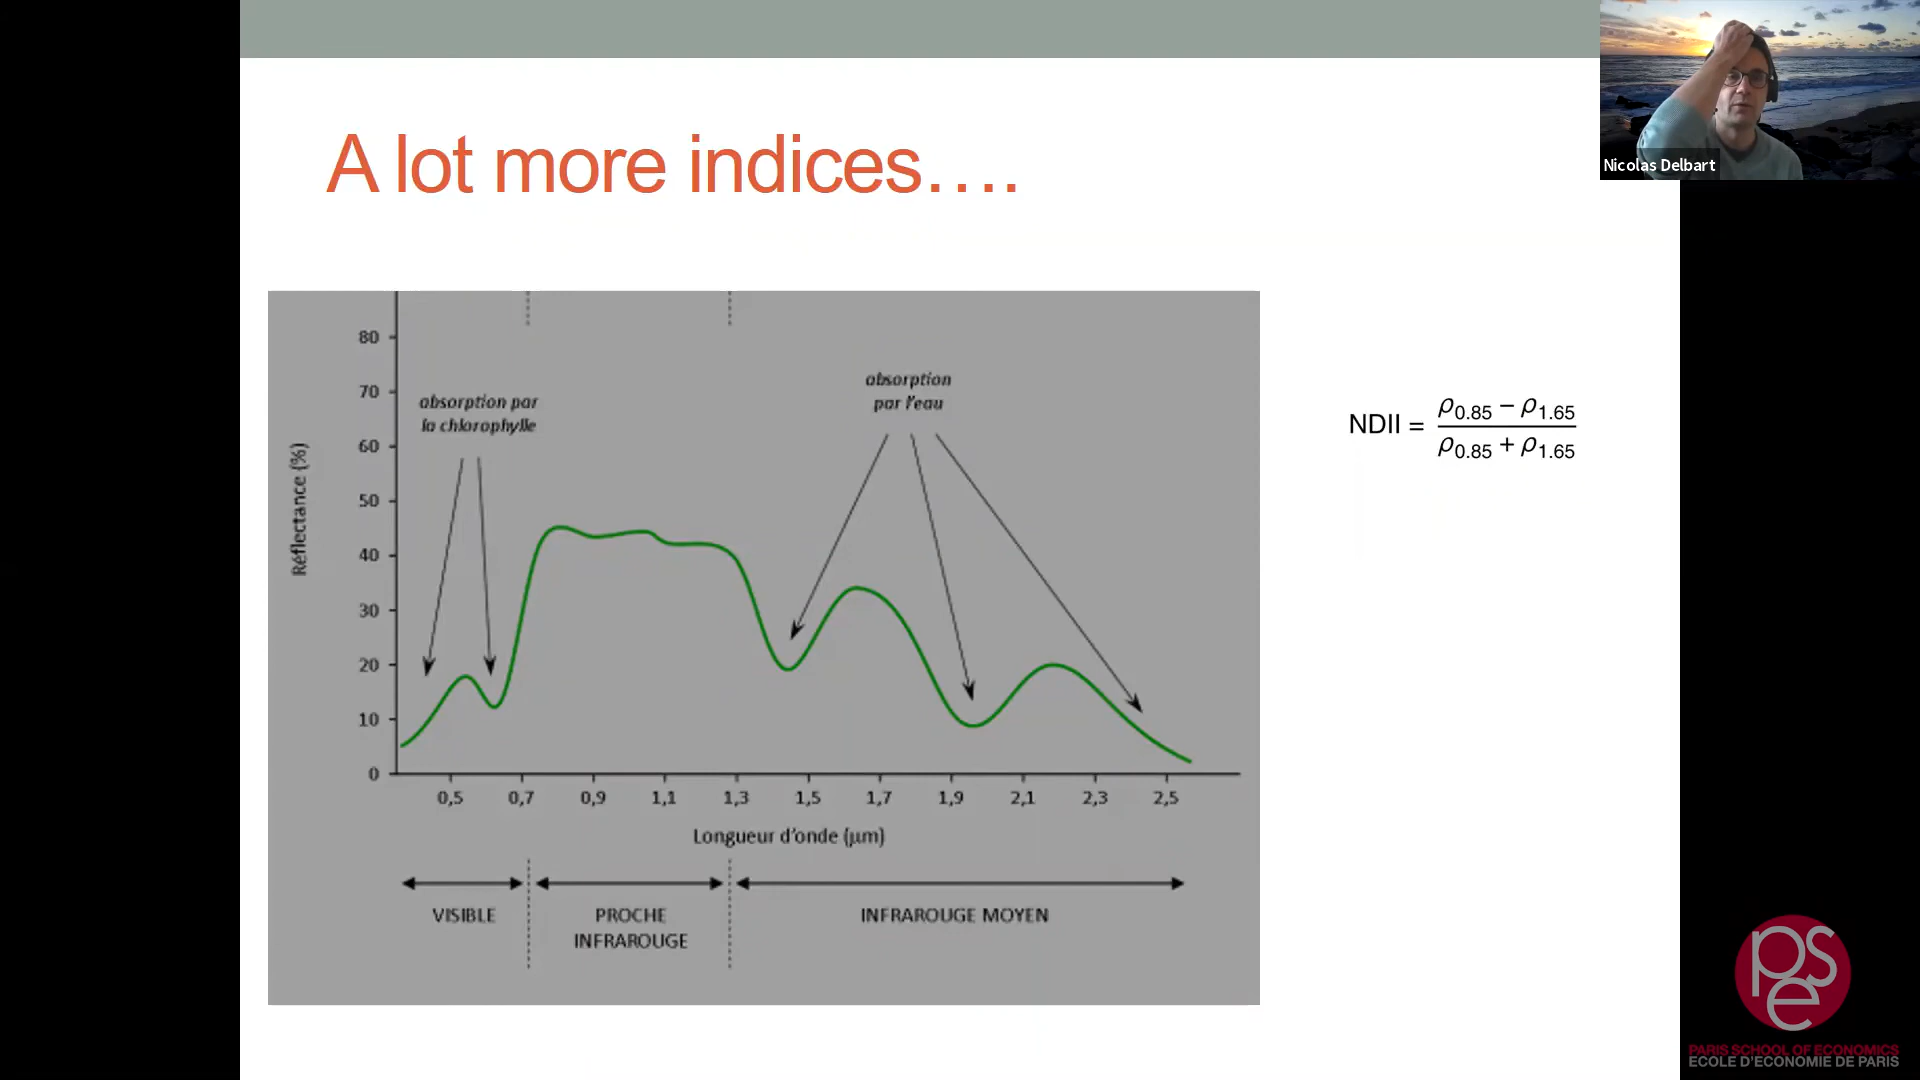 A lot more indices….
Nicolas Delbart
80
70
60
50
40
30
20
10
0
Réflectance (%)
absorption par
la chlorophylle
absorption
par l'eau
0,5 0,7 0,9 1,1 1,3 1,5 1,7 1,9 2,1 2,3 2,5
Longueur d'onde (µm)
VISIBLE
PROCHE
INFRAROUGE
INFRAROUGE MOYEN
NDII = 
ρ0.85 − ρ1.65
ρ0.85 + ρ1.65
pse
PARIS SCHOOL OF ECONOMICS
ECOLE D'ECONOMIE DE PARIS